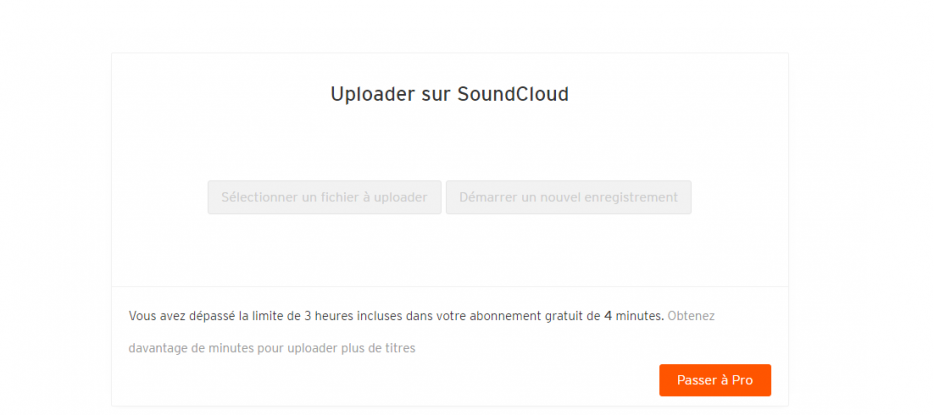 Uploader sur SoundCloud
Sélectionner un fichier à uploader Démarrer un nouvel enregistrement
Vous avez dépassé la limite de 3 heures incluses dans votre abonnement gratuit de 4 minutes. Obtenez
davantage de minutes pour uploader plus de titres
Passer à Pro